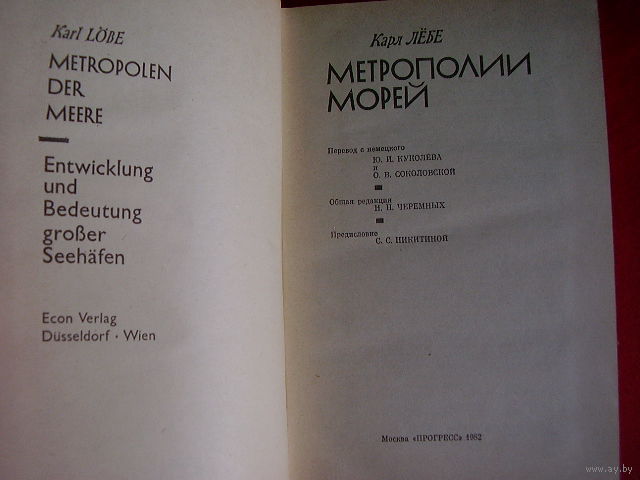 Karl LÖBE
METROPOLEN
DER
MEERE
Entwicklung
und
Bedeutung
großer
Seehäfen
Econ Verlag
Düsseldorf · Wien
Карл ЛЁБЕ
МЕТРОПОЛИИ
МОРЕЙ
Перевод с немецкого
Ю. И. КУКОЛЕВА
и
О. В. СОКОЛОВСКОЙ
Общая редакция
Н. П. ЧЕРЕМНЫХ
Предисловие
С. С. НИКИТИНОЙ
Москва «ПРОГРЕСС» 1982
www.ay.by